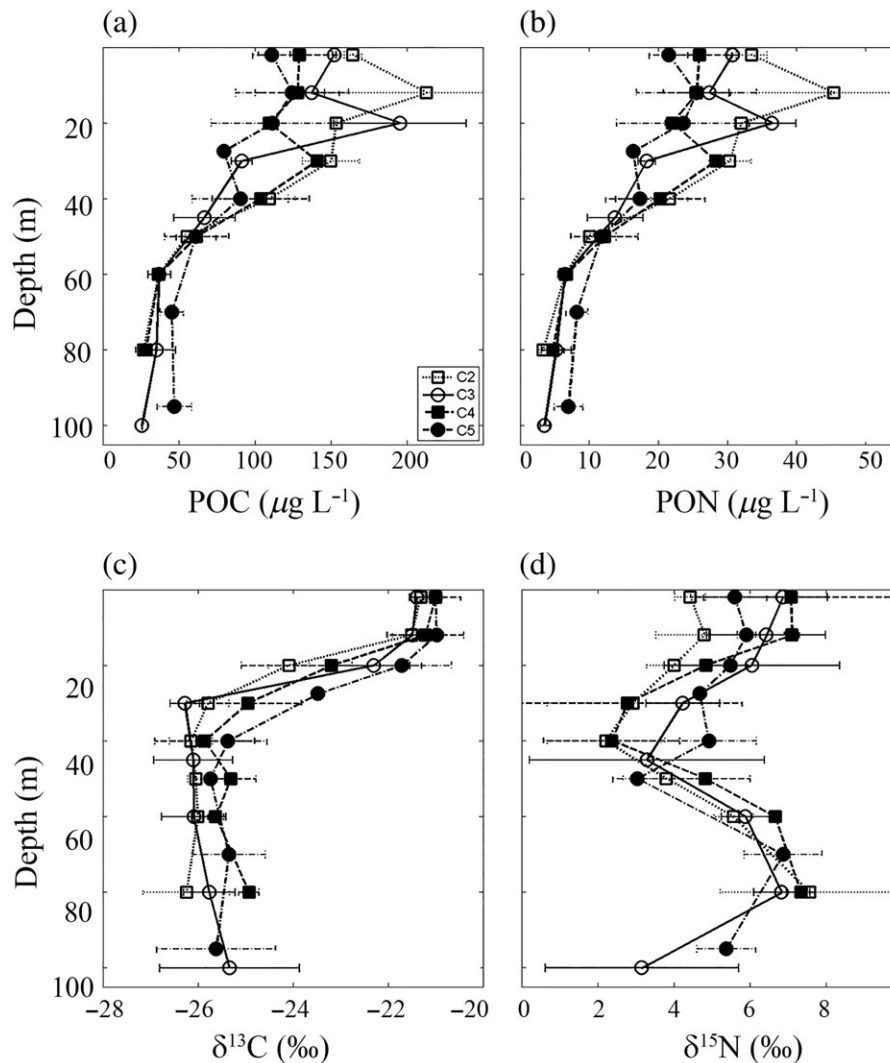 (a) (b)
20
40
60
80
100
Depth (m)
C2
C3
C4
C5
0 50 100 150 200
0 10 20 30 40 50
POC (μg L⁻¹) PON (μg L⁻¹)
(c) (d)
20
40
60
80
100
Depth (m)
−28 −26 −24 −22 −20
0 2 4 6 8
δ¹³C (‰) δ¹⁵N (‰)